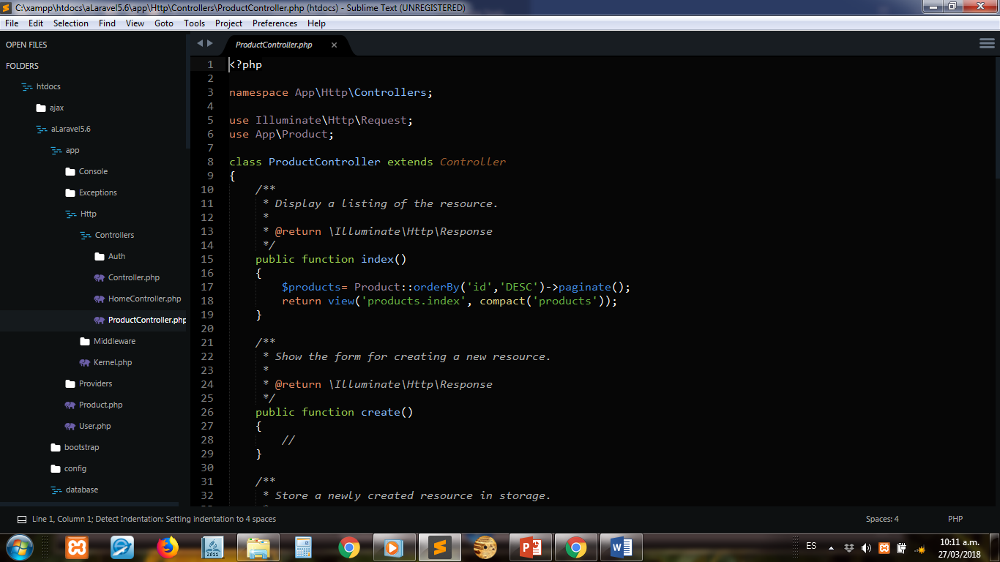 C:\xampp\htdocs\aLaravel5.6\app\Http\Controllers\ProductController.php (htdocs) - Sublime Text (UNREGISTERED)
File Edit Selection Find View Goto Tools Project Preferences Help
OPEN FILES
FOLDERS
htdocs
ajax
aLaravel5.6
app
Console
Exceptions
Http
Controllers
Auth
Controller.php
HomeController.php
ProductController.php
Middleware
Kernel.php
Providers
Product.php
User.php
bootstrap
config
database
ProductController.php
1 <?php
2
3 namespace App\Http\Controllers;
4
5 use Illuminate\Http\Request;
6 use App\Product;
7
8 class ProductController extends Controller
9 {
10     /**
11      * Display a listing of the resource.
12      *
13      * @return \Illuminate\Http\Response
14      */
15     public function index()
16     {
17         $products= Product::orderBy('id','DESC')->paginate();
18         return view('products.index', compact('products'));
19     }
20
21     /**
22      * Show the form for creating a new resource.
23      *
24      * @return \Illuminate\Http\Response
25      */
26     public function create()
27     {
28         //
29     }
30
31     /**
32      * Store a newly created resource in storage.
Line 1, Column 1; Detect Indentation: Setting indentation to 4 spaces
Spaces: 4
PHP
2011
ES
10:11 a.m.
27/03/2018